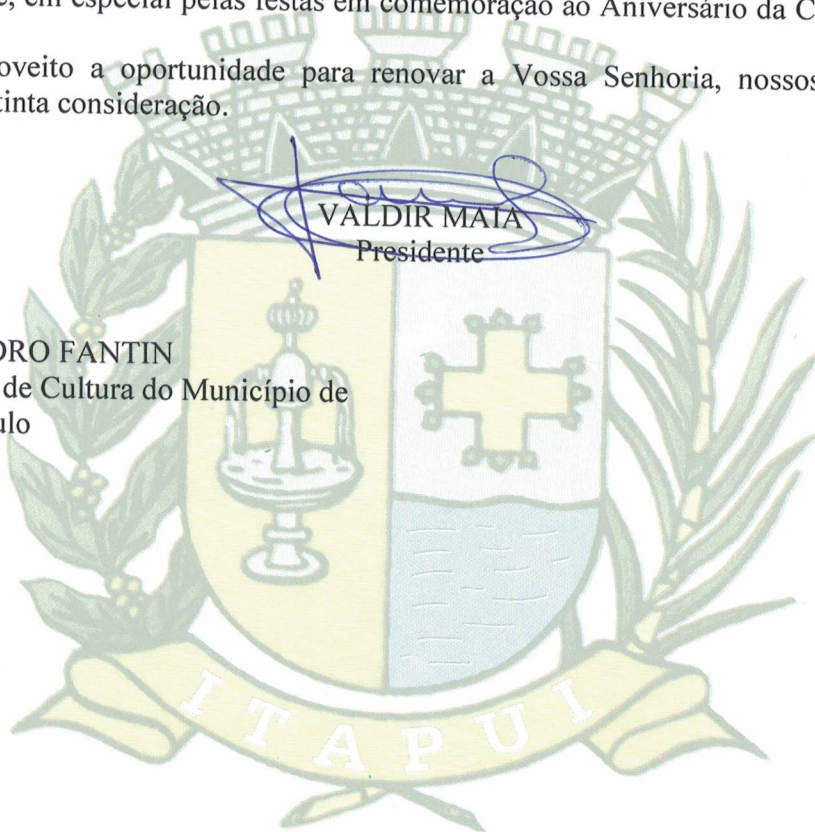 em especial pelas festas em comemoração ao Aniversário da C
oveito a oportunidade para renovar a Vossa Senhoria, nossos
tinta consideração.
VALDIR MAIA
Presidente
DRO FANTIN
de Cultura do Município de
ulo
ITAPUI